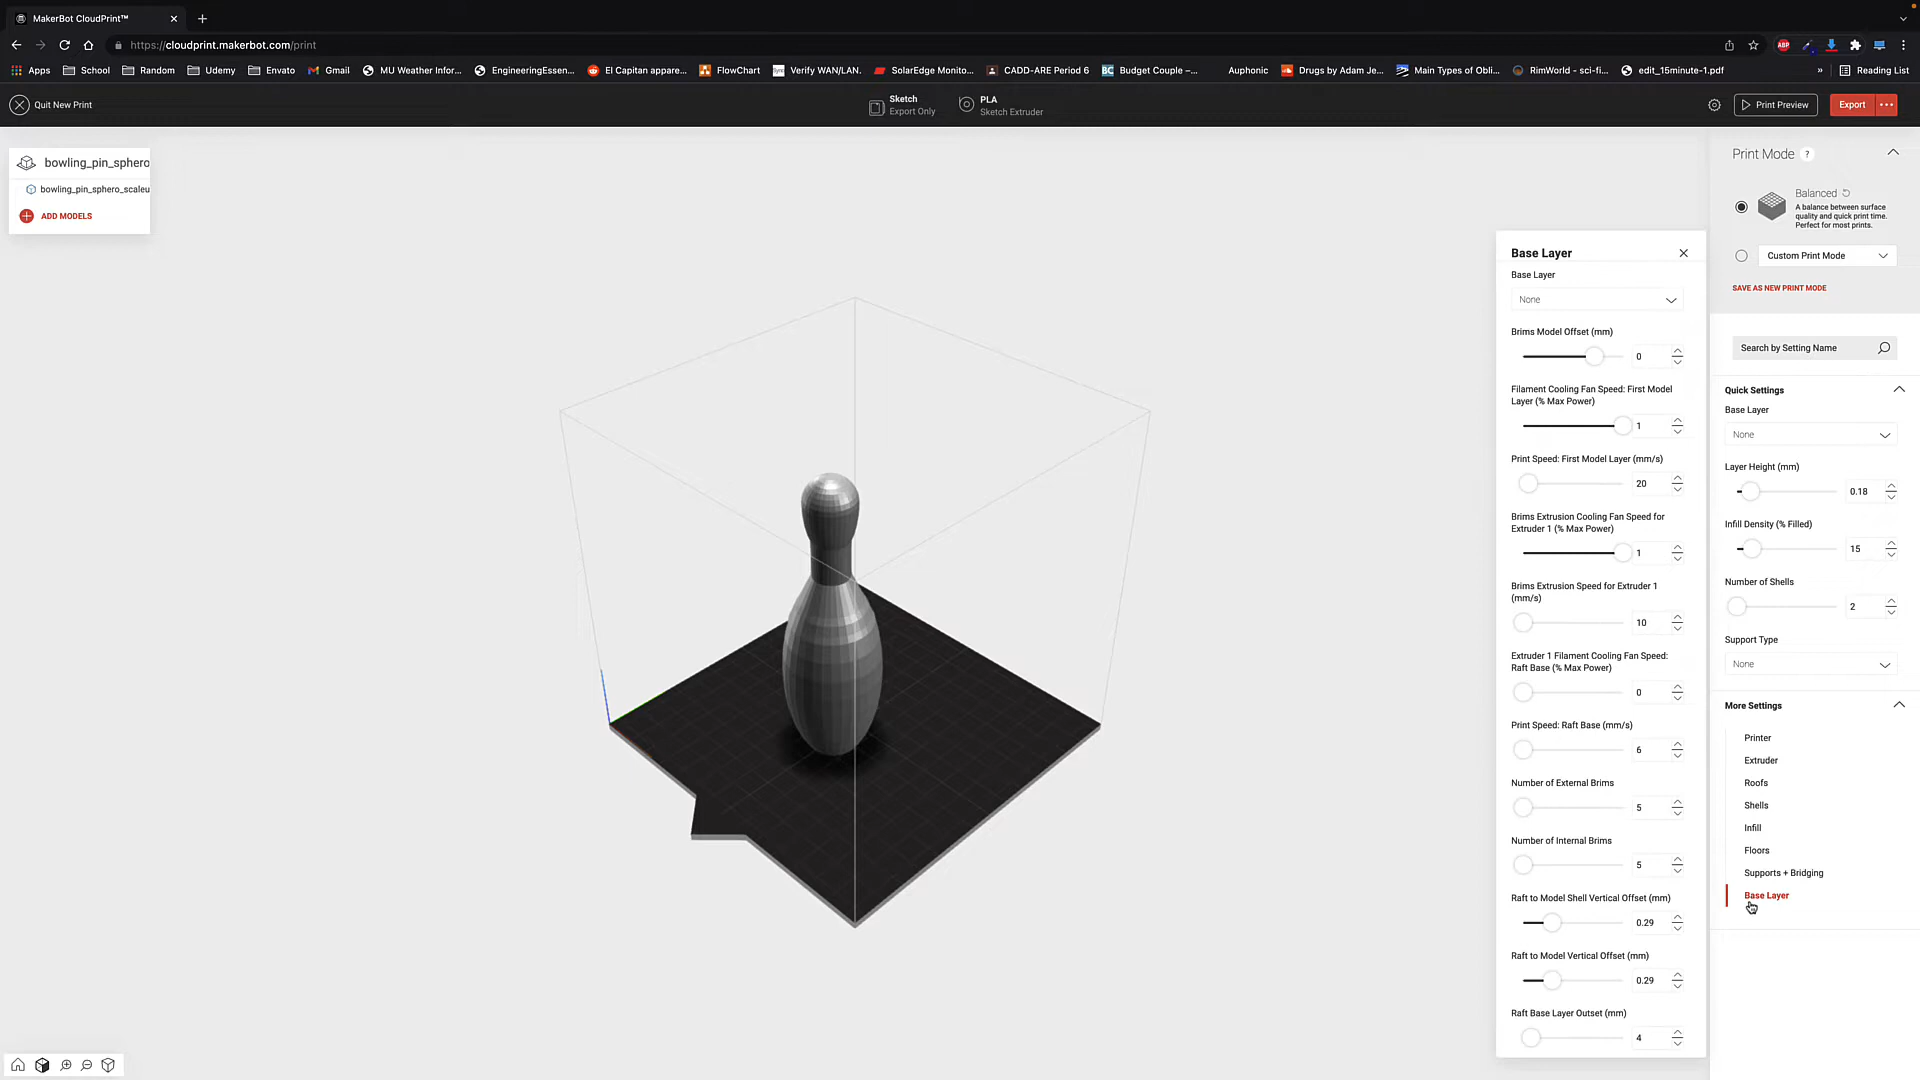 MakerBot CloudPrint™
https://cloudprint.makerbot.com/print
Apps
School
Random
Udemy
Envato
Gmail
MU Weather Infor...
EngineeringEssen...
El Capitan appare...
FlowChart
Verify WAN/LAN.
SolarEdge Monito...
CADD-ARE Period 6
Budget Couple –...
Auphonic
Drugs by Adam Je...
Main Types of Obli...
RimWorld - sci-fi...
edit_15minute-1.pdf
»
Reading List
Quit New Print
Sketch
Export Only
PLA
Sketch Extruder
Print Preview
Export
bowling_pin_sphero
bowling_pin_sphero_scaleu
ADD MODELS
Base Layer
Base Layer
None
Brims Model Offset (mm)
0
Filament Cooling Fan Speed: First Model
Layer (% Max Power)
1
Print Speed: First Model Layer (mm/s)
20
Brims Extrusion Cooling Fan Speed for
Extruder 1 (% Max Power)
1
Brims Extrusion Speed for Extruder 1
(mm/s)
10
Extruder 1 Filament Cooling Fan Speed:
Raft Base (% Max Power)
0
Print Speed: Raft Base (mm/s)
6
Number of External Brims
5
Number of Internal Brims
5
Raft to Model Shell Vertical Offset (mm)
0.29
Raft to Model Vertical Offset (mm)
0.29
Raft Base Layer Outset (mm)
4
Print Mode ?
Balanced
A balance between surface
quality and quick print time.
Perfect for most prints.
Custom Print Mode
SAVE AS NEW PRINT MODE
Search by Setting Name
Quick Settings
Base Layer
None
Layer Height (mm)
0.18
Infill Density (% Filled)
15
Number of Shells
2
Support Type
None
More Settings
Printer
Extruder
Roofs
Shells
Infill
Floors
Supports + Bridging
Base Layer